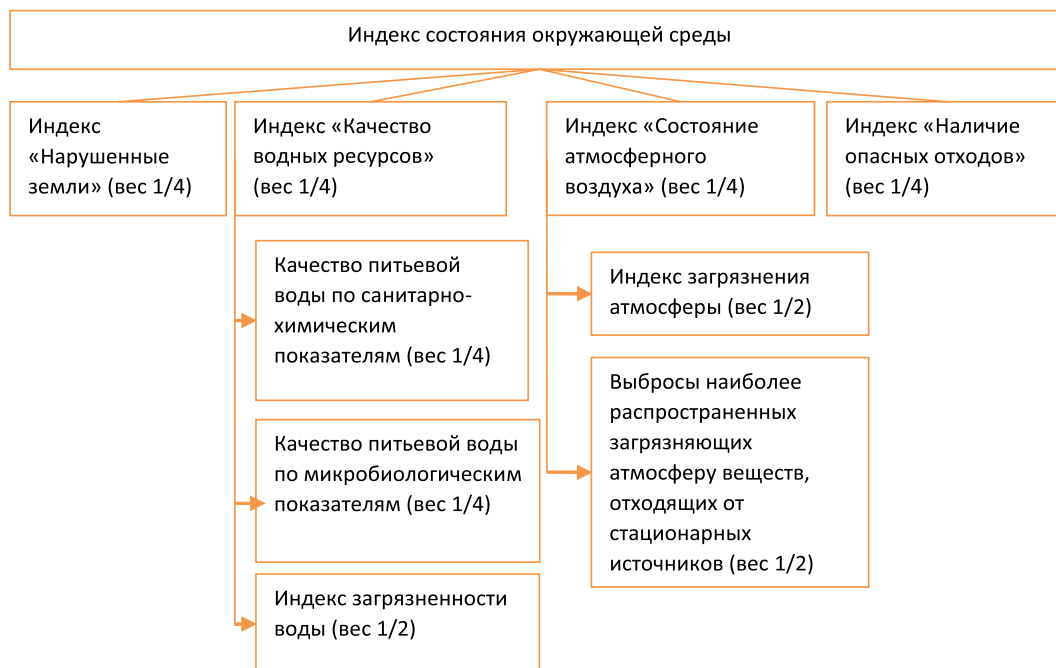 Индекс состояния окружающей среды
Индекс
«Нарушенные
земли» (вес 1/4)
Индекс «Качество
водных ресурсов»
(вес 1/4)
Индекс «Состояние
атмосферного
воздуха» (вес 1/4)
Индекс «Наличие
опасных отходов»
(вес 1/4)
Качество питьевой
воды по санитарно-
химическим
показателям (вес 1/4)
Качество питьевой воды
по микробиологическим
показателям (вес 1/4)
Индекс загрязненности
воды (вес 1/2)
Индекс загрязнения
атмосферы (вес 1/2)
Выбросы наиболее
распространенных
загрязняющих
атмосферу веществ,
отходящих от
стационарных
источников (вес 1/2)